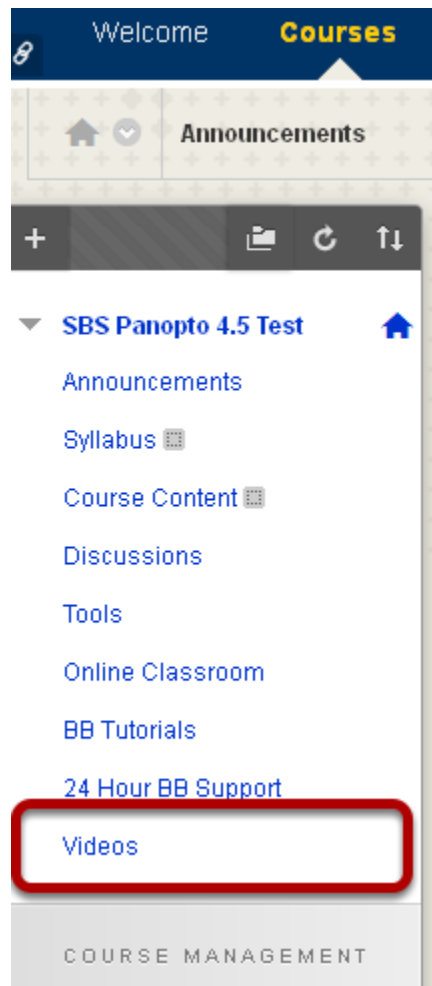 Welcome Courses
Announcements
SBS Panopto 4.5 Test
Announcements
Syllabus
Course Content
Discussions
Tools
Online Classroom
BB Tutorials
24 Hour BB Support
Videos
COURSE MANAGEMENT